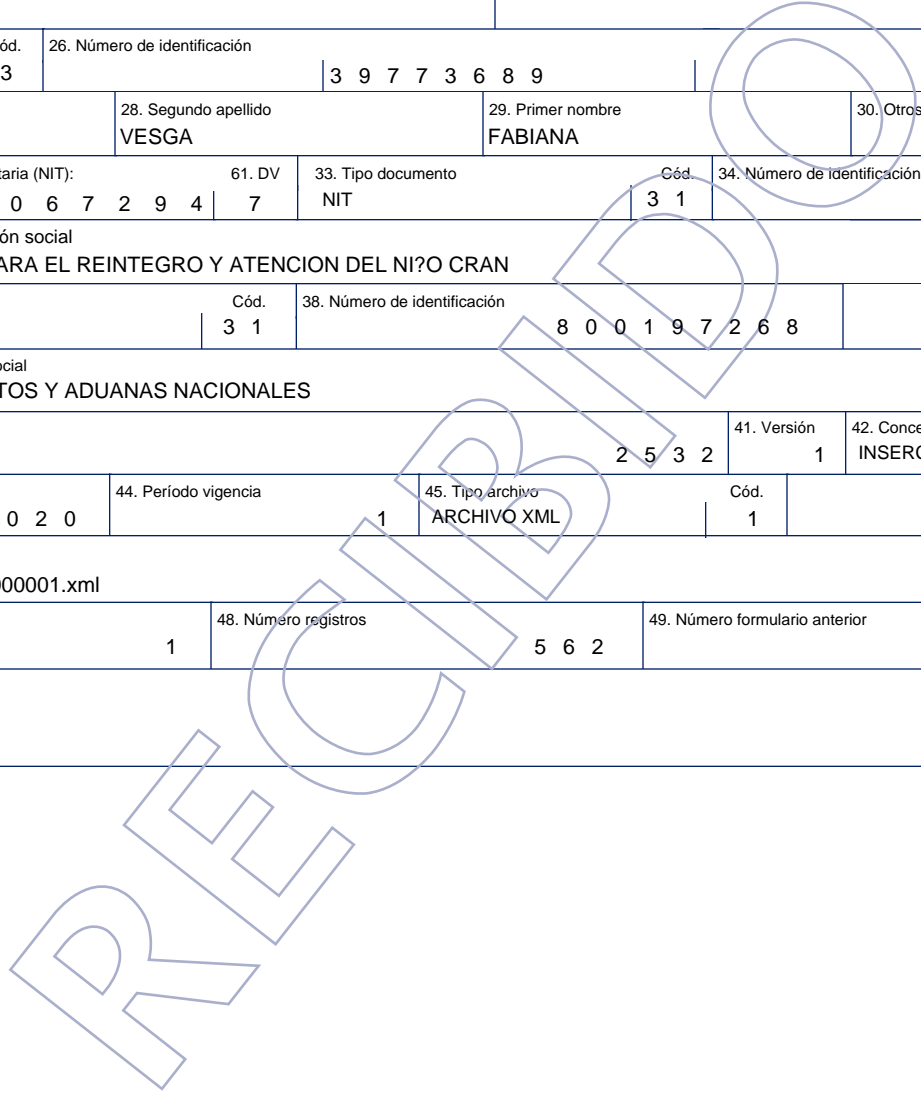 ód. 26. Número de identificación
3 3 9 7 7 3 6 8 9
28. Segundo apellido 29. Primer nombre 30. Otros
VESGA FABIANA
taria (NIT): 61. DV 33. Tipo documento Cód. 34. Número de identificación
0 6 7 2 9 4 7 NIT 3 1
ón social
ARA EL REINTEGRO Y ATENCION DEL NI?O CRAN
Cód. 38. Número de identificación
3 1 8 0 0 1 9 7 2 6 8
ocial
TOS Y ADUANAS NACIONALES
41. Versión 42. Conce
2 5 3 2 1 INSERC
44. Período vigencia 45. Tipo archivo Cód.
0 2 0 1 ARCHIVO XML 1
000001.xml
48. Número registros 49. Número formulario anterior
1 5 6 2
RECIBIDO